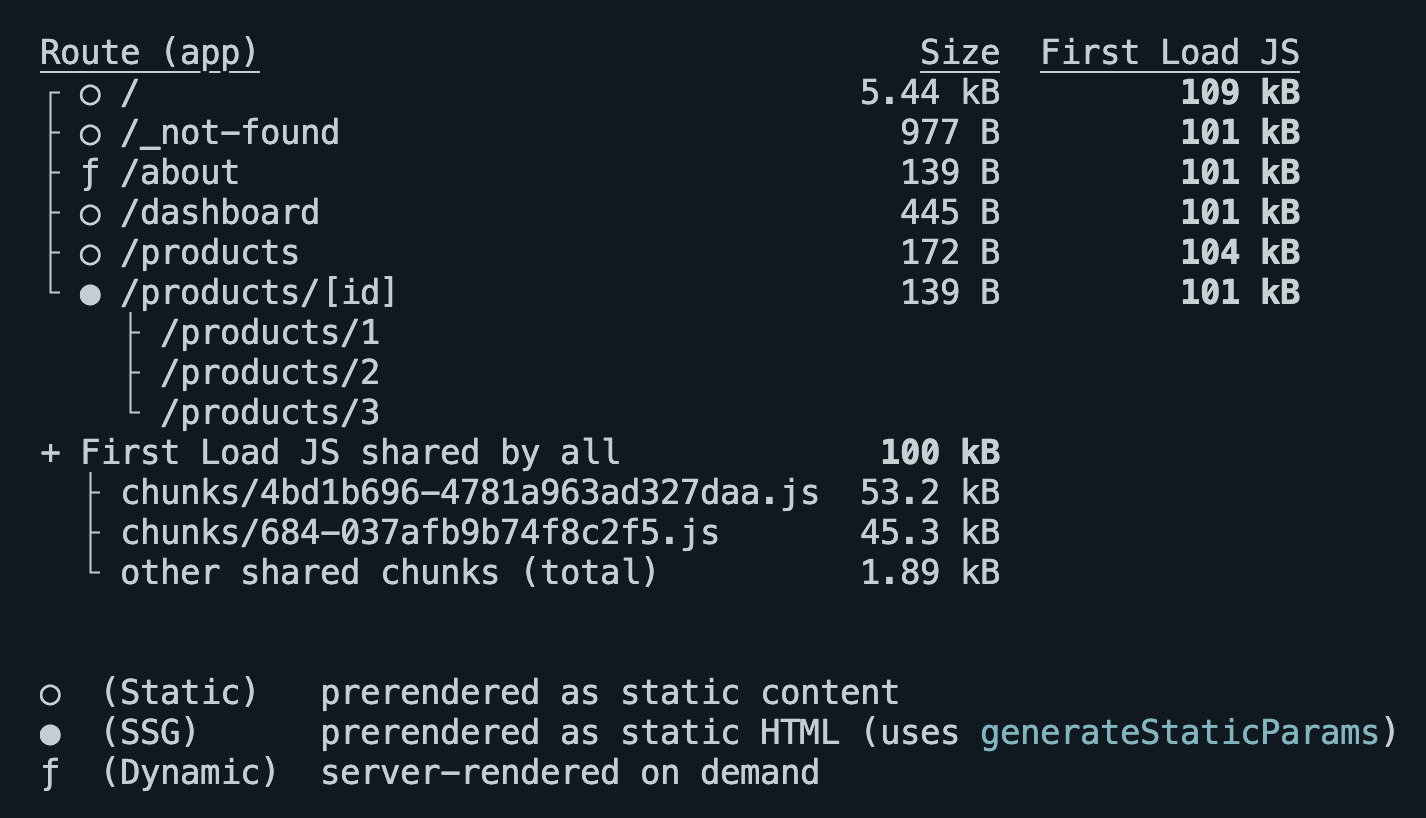 Route (app)                                 Size  First Load JS
┌ ○ /                                    5.44 kB         109 kB
├ ○ /_not-found                            977 B         101 kB
├ ƒ /about                                 139 B         101 kB
├ ○ /dashboard                             445 B         101 kB
├ ○ /products                              172 B         104 kB
└ ● /products/[id]                         139 B         101 kB
    ├ /products/1
    ├ /products/2
    └ /products/3
+ First Load JS shared by all             100 kB
  ├ chunks/4bd1b696-4781a963ad327daa.js  53.2 kB
  ├ chunks/684-037afb9b74f8c2f5.js       45.3 kB
  └ other shared chunks (total)          1.89 kB
○  (Static)   prerendered as static content
●  (SSG)      prerendered as static HTML (uses generateStaticParams)
ƒ  (Dynamic)  server-rendered on demand